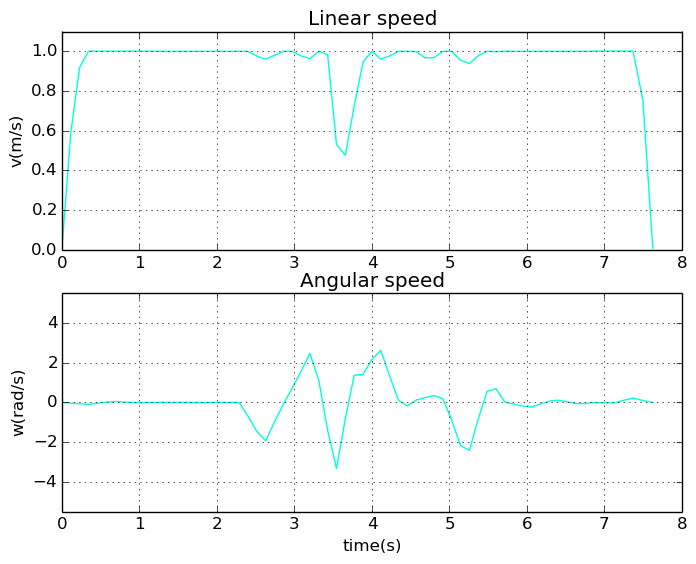 Linear speed
v(m/s)
1.0
0.8
0.6
0.4
0.2
0.0
0 1 2 3 4 5 6 7 8
Angular speed
w(rad/s)
4
2
0
−2
−4
0 1 2 3 4 5 6 7 8
time(s)